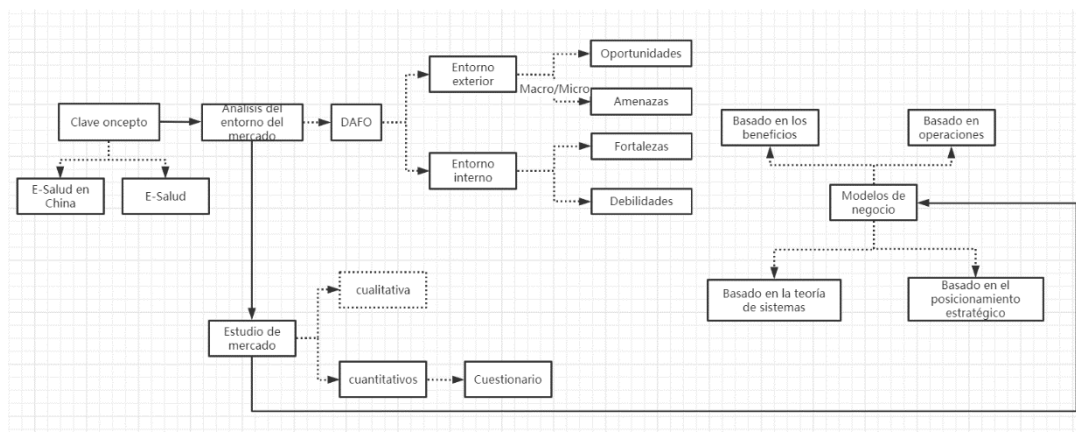 Clave oncepto
E-Salud en
China
E-Salud
Análisis del
entorno del
mercado
DAFO
Entorno
exterior
Macro/Micro
Oportunidades
Amenazas
Entorno
interno
Fortalezas
Debilidades
Estudio de
mercado
cualitativa
cuantitativos
Cuestionario
Basado en los
beneficios
Basado en
operaciones
Modelos de
negocio
Basado en la teoría
de sistemas
Basado en el
posicionamiento
estratégico